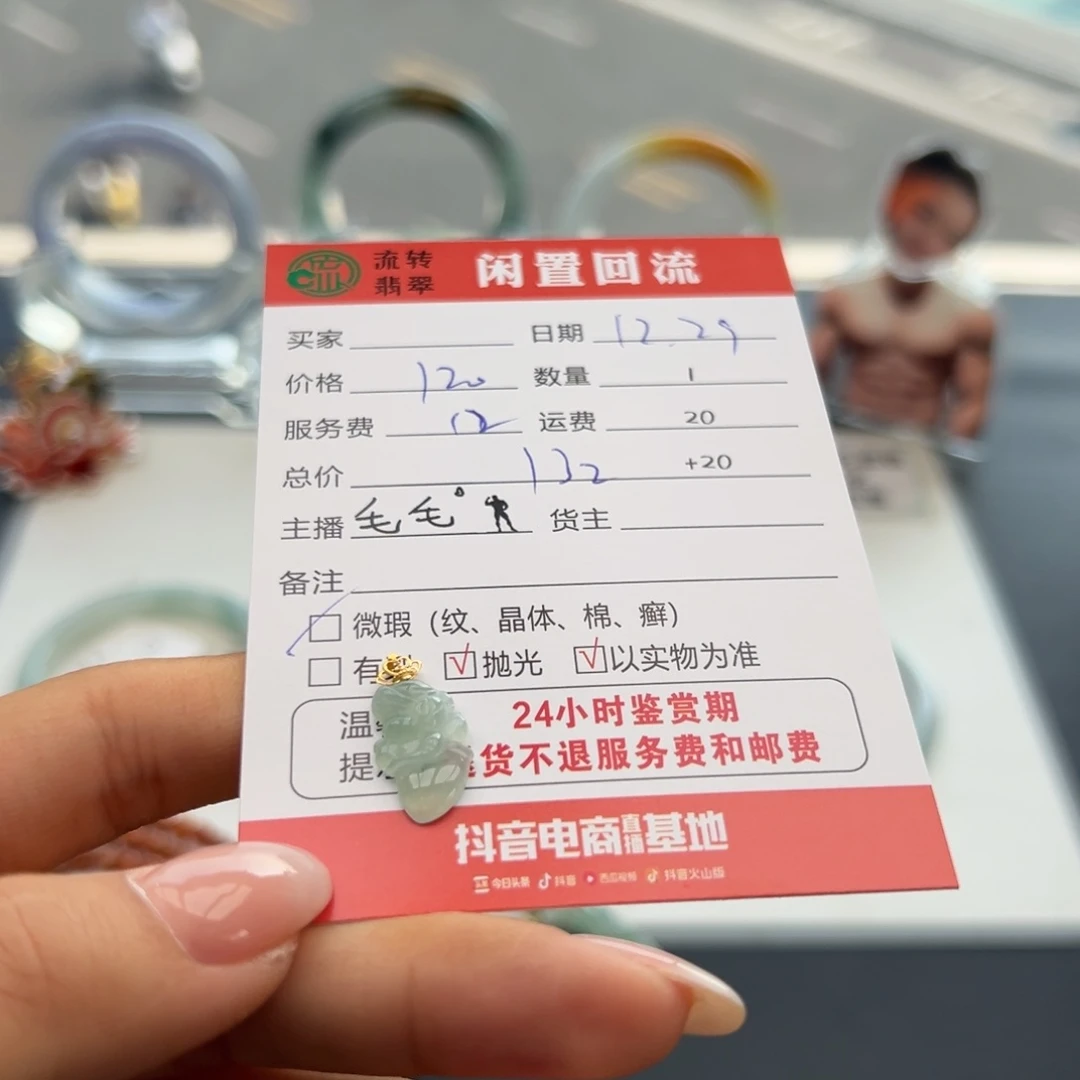 流转翡翠 闲置回流
买家 日期 12.29
价格 120 数量 1
服务费 12 运费 20
总价 132 +20
主播 毛毛 货主
备注
微瑕（纹、晶体、棉、癣）
有 抛光 以实物为准
温 24小时鉴赏期
提 货不退服务费和邮费
抖音电商直播基地
今日头条 抖音 西瓜视频 抖音火山版